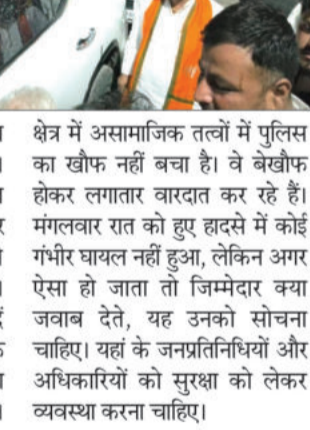 क्षेत्र में असामाजिक तत्वों में पुलिस
का खौफ नहीं बचा है। वे बेखौफ
होकर लगातार वारदात कर रहे हैं।
मंगलवार रात को हुए हादसे में कोई
गंभीर घायल नहीं हुआ, लेकिन अगर
ऐसा हो जाता तो जिम्मेदार क्या
जवाब देते, यह उनको सोचना
चाहिए। यहां के जनप्रतिनिधियों और
अधिकारियों को सुरक्षा को लेकर
व्यवस्था करना चाहिए।